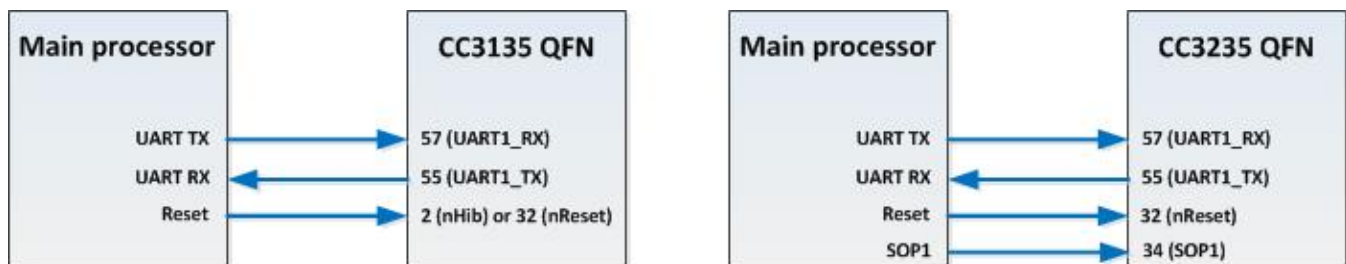 Main processor
CC3135 QFN
UART TX
57 (UART1_RX)
UART RX
55 (UART1_TX)
Reset
2 (nHib) or 32 (nReset)
Main processor
CC3235 QFN
UART TX
57 (UART1_RX)
UART RX
55 (UART1_TX)
Reset
32 (nReset)
SOP1
34 (SOP1)